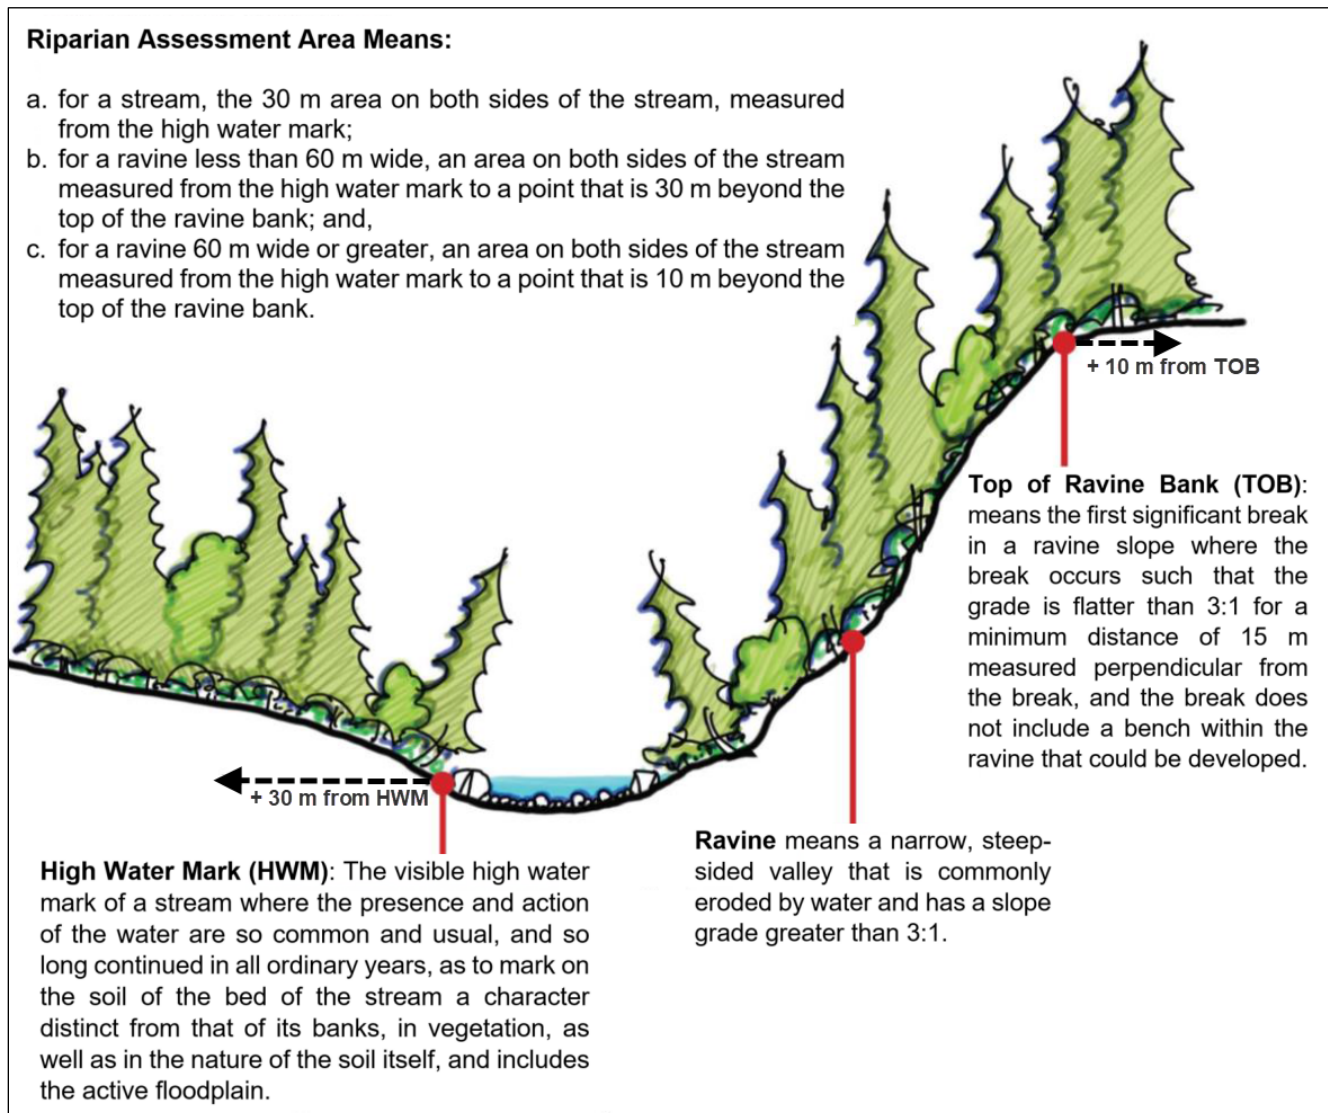 Riparian Assessment Area Means:
a. for a stream, the 30 m area on both sides of the stream, measured
from the high water mark;
b. for a ravine less than 60 m wide, an area on both sides of the stream
measured from the high water mark to a point that is 30 m beyond the
top of the ravine bank; and,
c. for a ravine 60 m wide or greater, an area on both sides of the stream
measured from the high water mark to a point that is 10 m beyond the
top of the ravine bank.
+ 10 m from TOB
Top of Ravine Bank (TOB):
means the first significant break
in a ravine slope where the
break occurs such that the
grade is flatter than 3:1 for a
minimum distance of 15 m
measured perpendicular from
the break, and the break does
not include a bench within the
ravine that could be developed.
+ 30 m from HWM
Ravine means a narrow, steep-
sided valley that is commonly
eroded by water and has a slope
grade greater than 3:1.
High Water Mark (HWM): The visible high water
mark of a stream where the presence and action
of the water are so common and usual, and so
long continued in all ordinary years, as to mark on
the soil of the bed of the stream a character
distinct from that of its banks, in vegetation, as
well as in the nature of the soil itself, and includes
the active floodplain.